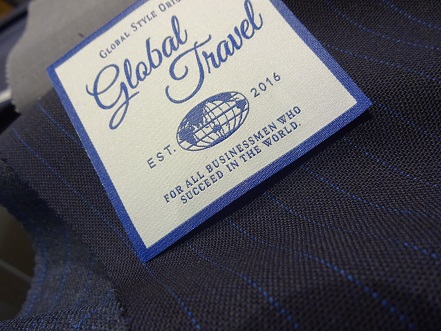 GLOBAL STYLE
Global
Travel
EST. 2016
FOR ALL BUSINESSMEN WHO
SUCCEED IN THE WORLD.